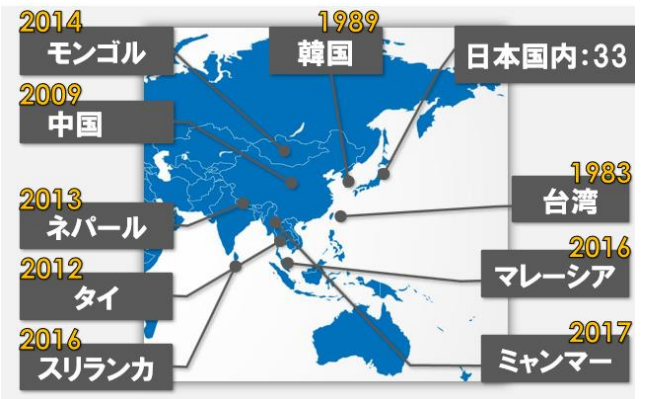 2014
モンゴル
1989
韓国
日本国内:33
2009
中国
2013
ネパール
1983
台湾
2012
タイ
2016
マレーシア
2016
スリランカ
2017
ミャンマー